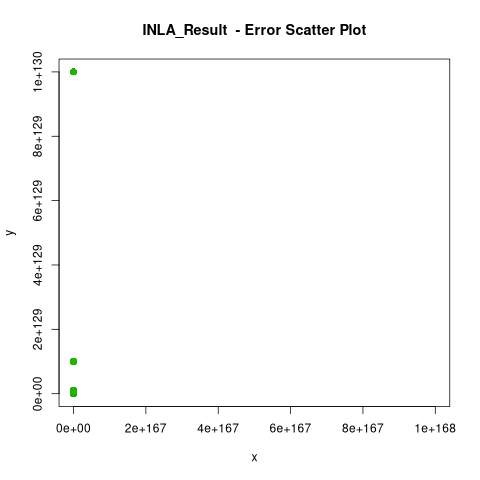 INLA_Result  - Error Scatter Plot
1e+130
8e+129
6e+129
4e+129
2e+129
0e+00
y
0e+00 2e+167 4e+167 6e+167 8e+167 1e+168
x